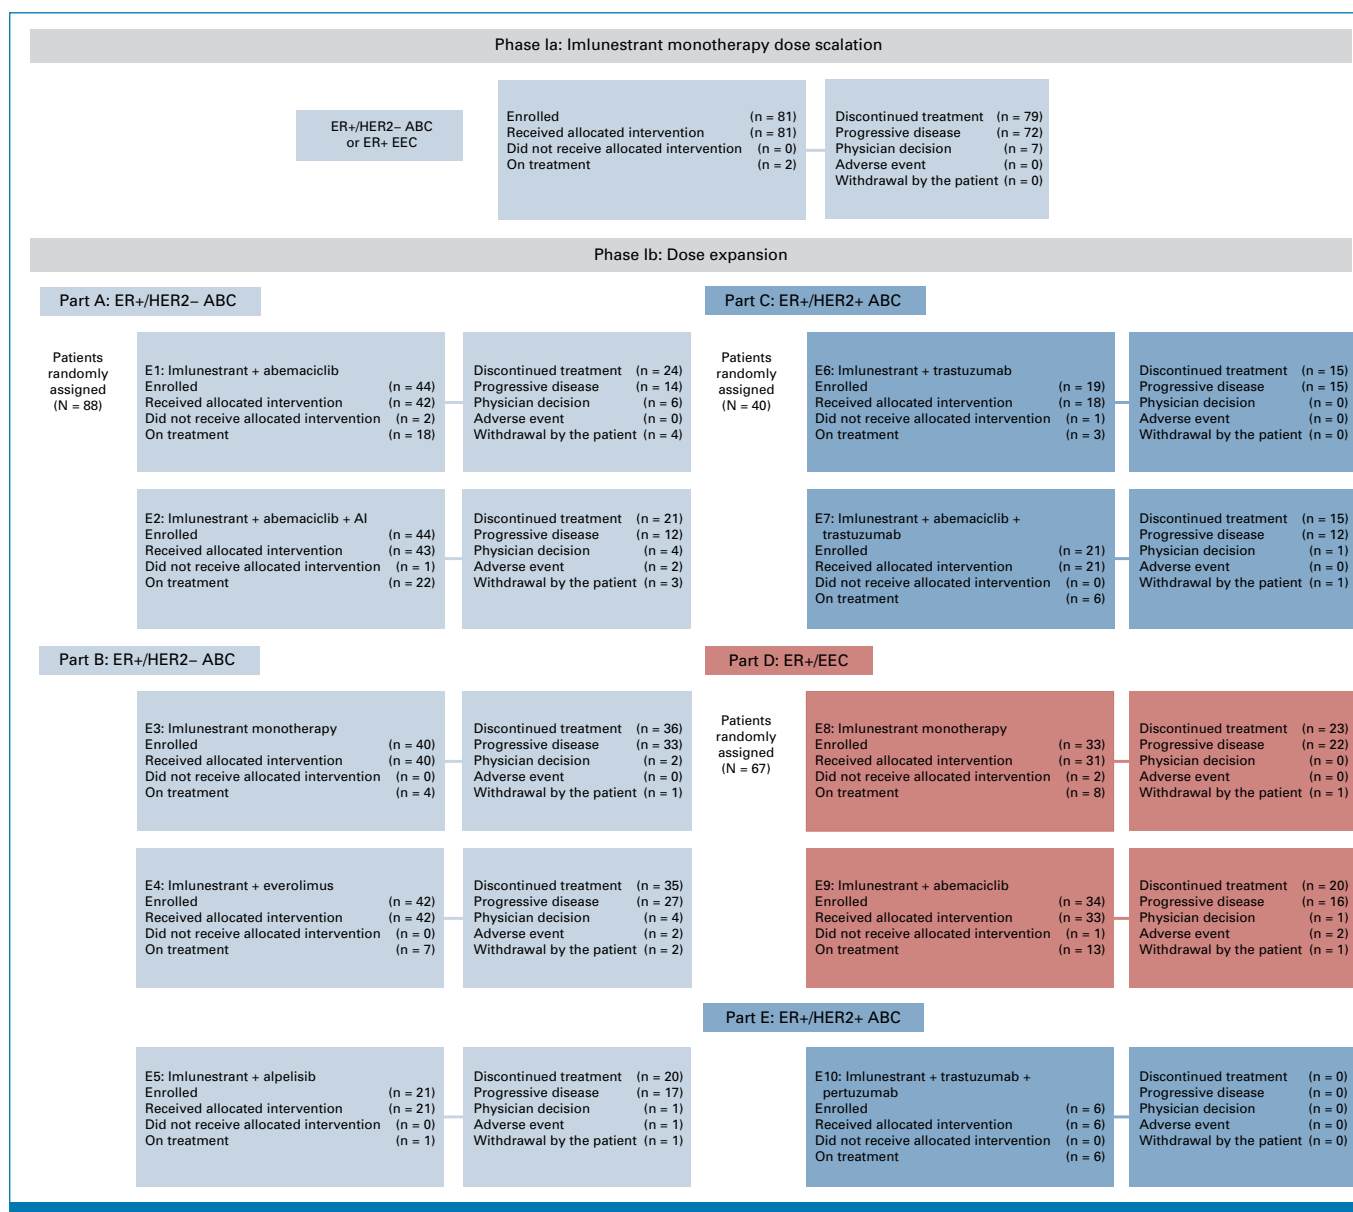 Phase Ia: Imlunestrant monotherapy dose scalation
ER+/HER2− ABC
or ER+ EEC
Enrolled (n = 81)
Received allocated intervention (n = 81)
Did not receive allocated intervention (n = 0)
On treatment (n = 2)
Discontinued treatment (n = 79)
Progressive disease (n = 72)
Physician decision (n = 7)
Adverse event (n = 0)
Withdrawal by the patient (n = 0)
Phase Ib: Dose expansion
Part A: ER+/HER2− ABC
Patients
randomly
assigned
(N = 88)
E1: Imlunestrant + abemaciclib
Enrolled (n = 44)
Received allocated intervention (n = 42)
Did not receive allocated intervention (n = 2)
On treatment (n = 18)
Discontinued treatment (n = 24)
Progressive disease (n = 14)
Physician decision (n = 6)
Adverse event (n = 0)
Withdrawal by the patient (n = 4)
E2: Imlunestrant + abemaciclib + AI
Enrolled (n = 44)
Received allocated intervention (n = 43)
Did not receive allocated intervention (n = 1)
On treatment (n = 22)
Discontinued treatment (n = 21)
Progressive disease (n = 12)
Physician decision (n = 4)
Adverse event (n = 2)
Withdrawal by the patient (n = 3)
Part B: ER+/HER2− ABC
E3: Imlunestrant monotherapy
Enrolled (n = 40)
Received allocated intervention (n = 40)
Did not receive allocated intervention (n = 0)
On treatment (n = 4)
Discontinued treatment (n = 36)
Progressive disease (n = 33)
Physician decision (n = 2)
Adverse event (n = 0)
Withdrawal by the patient (n = 1)
E4: Imlunestrant + everolimus
Enrolled (n = 42)
Received allocated intervention (n = 42)
Did not receive allocated intervention (n = 0)
On treatment (n = 7)
Discontinued treatment (n = 35)
Progressive disease (n = 27)
Physician decision (n = 4)
Adverse event (n = 2)
Withdrawal by the patient (n = 2)
E5: Imlunestrant + alpelisib
Enrolled (n = 21)
Received allocated intervention (n = 21)
Did not receive allocated intervention (n = 0)
On treatment (n = 1)
Discontinued treatment (n = 20)
Progressive disease (n = 17)
Physician decision (n = 1)
Adverse event (n = 1)
Withdrawal by the patient (n = 1)
Part C: ER+/HER2+ ABC
Patients
randomly
assigned
(N = 40)
E6: Imlunestrant + trastuzumab
Enrolled (n = 19)
Received allocated intervention (n = 18)
Did not receive allocated intervention (n = 1)
On treatment (n = 3)
Discontinued treatment (n = 15)
Progressive disease (n = 15)
Physician decision (n = 0)
Adverse event (n = 0)
Withdrawal by the patient (n = 0)
E7: Imlunestrant + abemaciclib +
trastuzumab
Enrolled (n = 21)
Received allocated intervention (n = 21)
Did not receive allocated intervention (n = 0)
On treatment (n = 6)
Discontinued treatment (n = 15)
Progressive disease (n = 12)
Physician decision (n = 1)
Adverse event (n = 0)
Withdrawal by the patient (n = 1)
Part D: ER+/EEC
Patients
randomly
assigned
(N = 67)
E8: Imlunestrant monotherapy
Enrolled (n = 33)
Received allocated intervention (n = 31)
Did not receive allocated intervention (n = 2)
On treatment (n = 8)
Discontinued treatment (n = 23)
Progressive disease (n = 22)
Physician decision (n = 0)
Adverse event (n = 0)
Withdrawal by the patient (n = 1)
E9: Imlunestrant + abemaciclib
Enrolled (n = 34)
Received allocated intervention (n = 33)
Did not receive allocated intervention (n = 1)
On treatment (n = 13)
Discontinued treatment (n = 20)
Progressive disease (n = 16)
Physician decision (n = 1)
Adverse event (n = 2)
Withdrawal by the patient (n = 1)
Part E: ER+/HER2+ ABC
E10: Imlunestrant + trastuzumab +
pertuzumab
Enrolled (n = 6)
Received allocated intervention (n = 6)
Did not receive allocated intervention (n = 0)
On treatment (n = 6)
Discontinued treatment (n = 0)
Progressive disease (n = 0)
Physician decision (n = 0)
Adverse event (n = 0)
Withdrawal by the patient (n = 0)